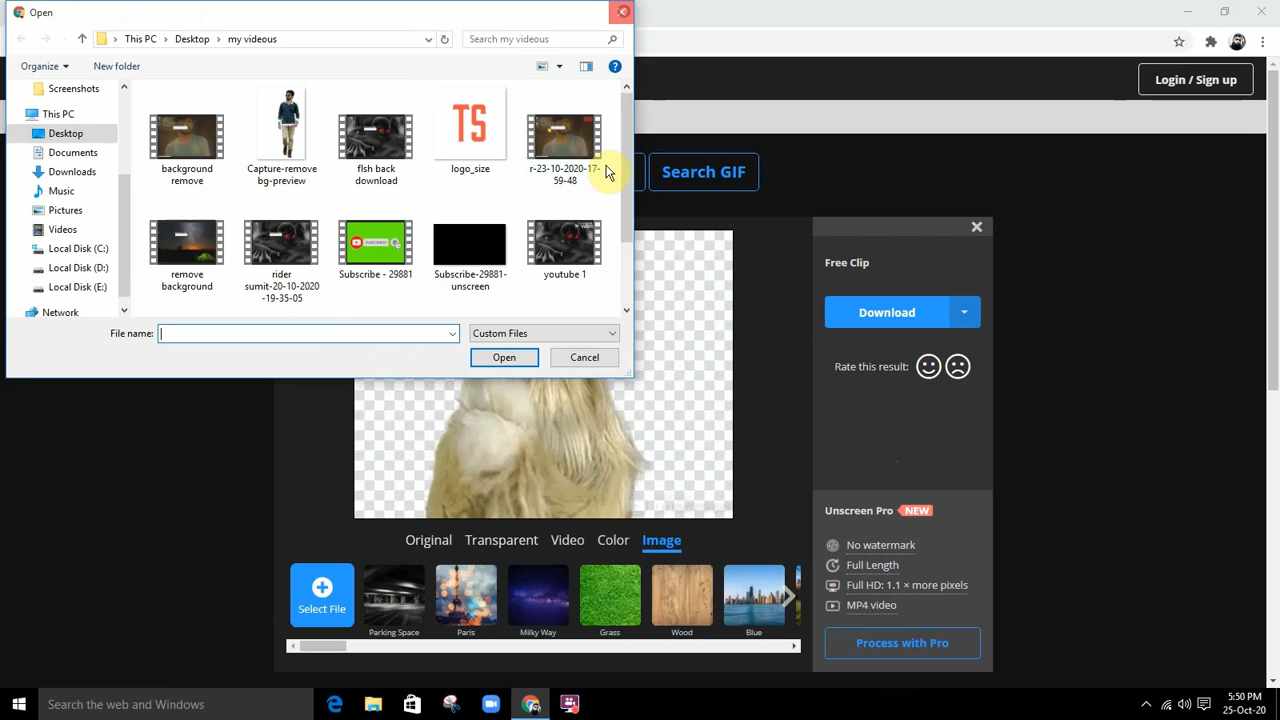 Open
This PC
Desktop
my videous
Search my videous
Organize
New folder
Screenshots
This PC
Desktop
Documents
Downloads
Music
Pictures
Videos
Local Disk (C:)
Local Disk (D:)
Local Disk (E:)
Network
background
remove
Capture-remove
bg-preview
flsh back
download
TS
logo_size
r-23-10-2020-17-
59-48
remove
background
rider
sumit-20-10-2020
-19-35-05
SUBSCRIBED
Subscribe - 29881
Subscribe-29881-
unscreen
youtube 1
File name:
Custom Files
Open
Cancel
Login / Sign up
Search GIF
Free Clip
Download
Rate this result:
Unscreen Pro NEW
No watermark
Full Length
Full HD: 1.1 × more pixels
MP4 video
Process with Pro
Original
Transparent
Video
Color
Image
Select File
Parking Space
Paris
Milky Way
Grass
Wood
Blue
Search the web and Windows
5:50 PM
25-Oct-20